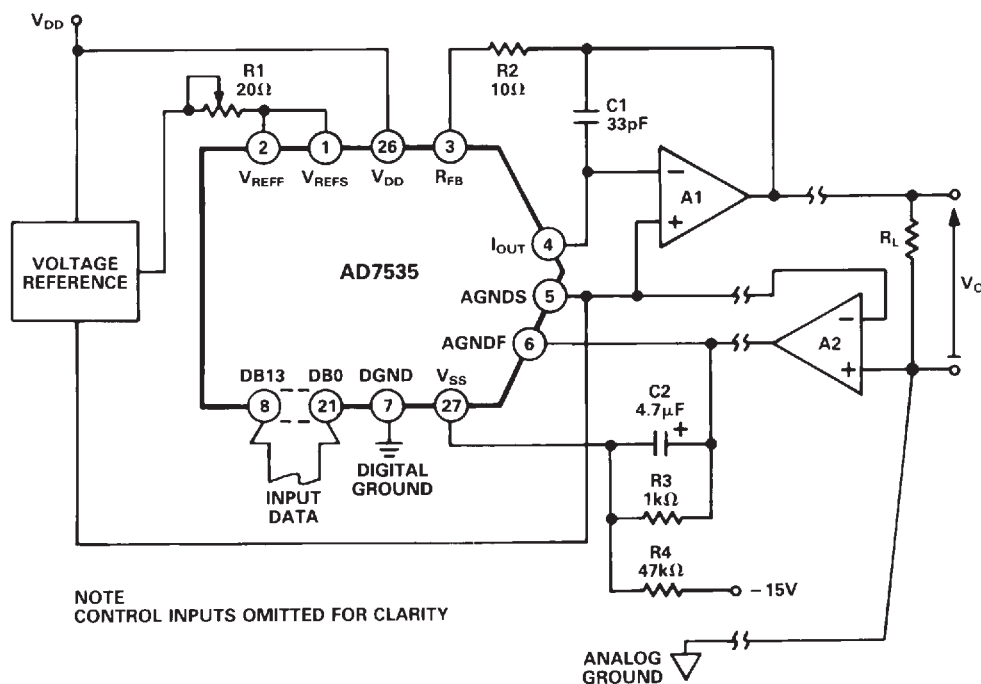 VDD
R1
20Ω
R2
10Ω
C1
33pF
2
1
26
3
VREFF
VREFS
VDD
RFB
A1
VOLTAGE
REFERENCE
IOUT
4
AD7535
AGNDS
5
AGNDF
6
RL
VO
A2
DB13
DB0
DGND
VSS
8
21
7
27
C2
4.7μF
DIGITAL
GROUND
INPUT
DATA
R3
1kΩ
R4
47kΩ
–15V
NOTE
CONTROL INPUTS OMITTED FOR CLARITY
ANALOG
GROUND